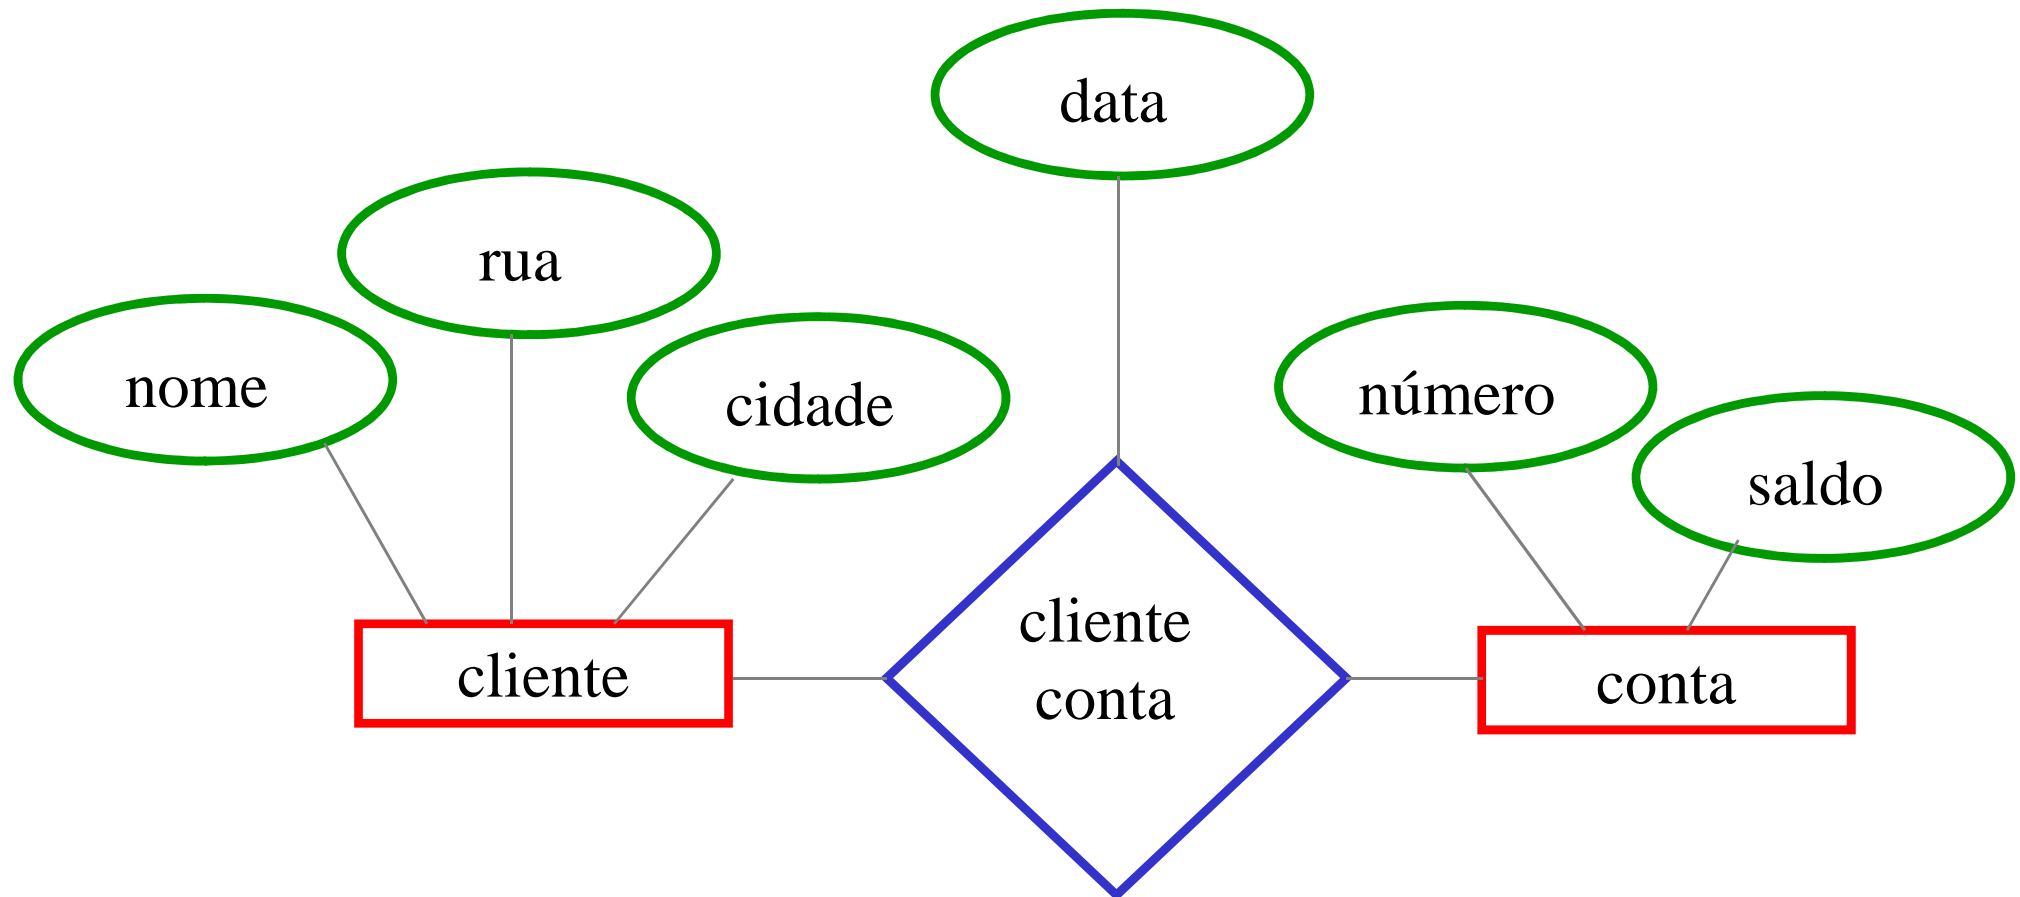 data
rua
nome
cidade
número
saldo
cliente
cliente
conta
conta